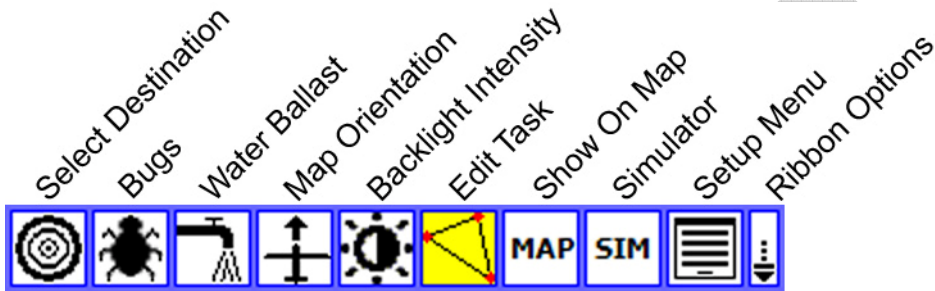 Select Destination
Bugs
Water Ballast
Map Orientation
Backlight Intensity
Edit Task
Show On Map
Simulator
Setup Menu
Ribbon Options
MAP
SIM